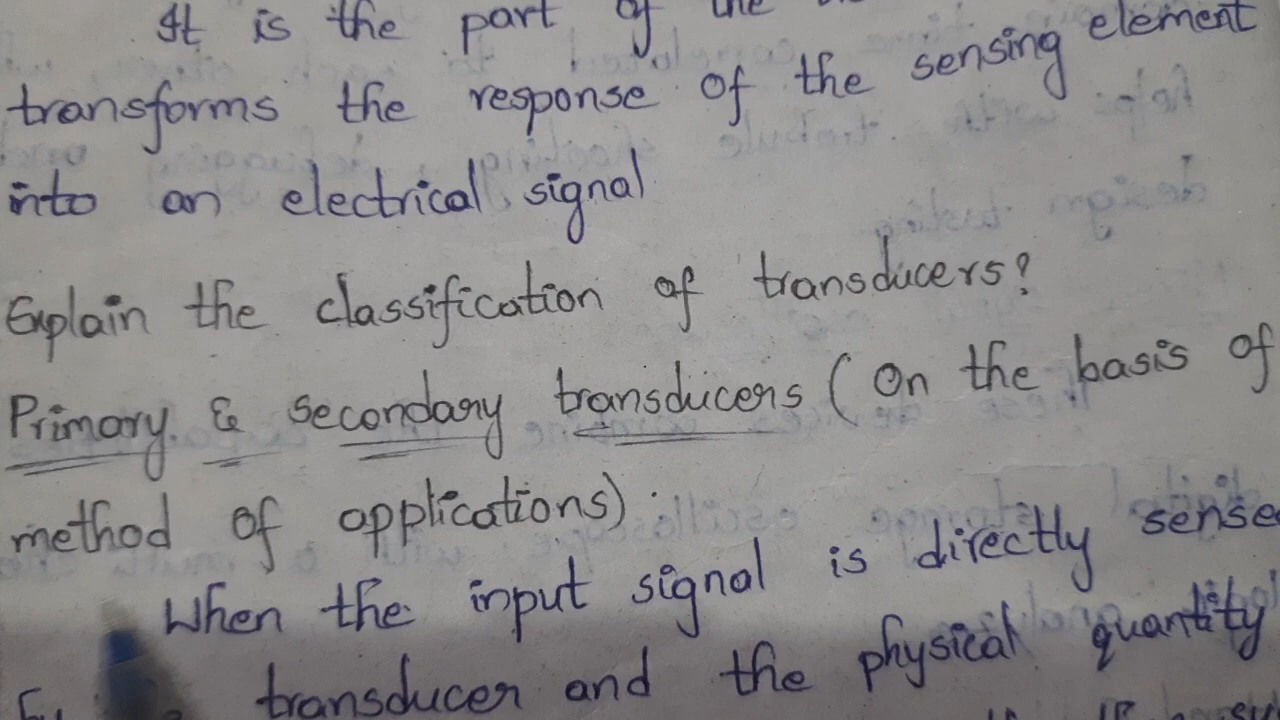 It is the part of the
transforms the response of the sensing element
into an electrical signal
Explain the classification of transducers?
Primary & secondary transducers (On the basis of
method of applications)
When the input signal is directly sense
transducer and the physical quantity